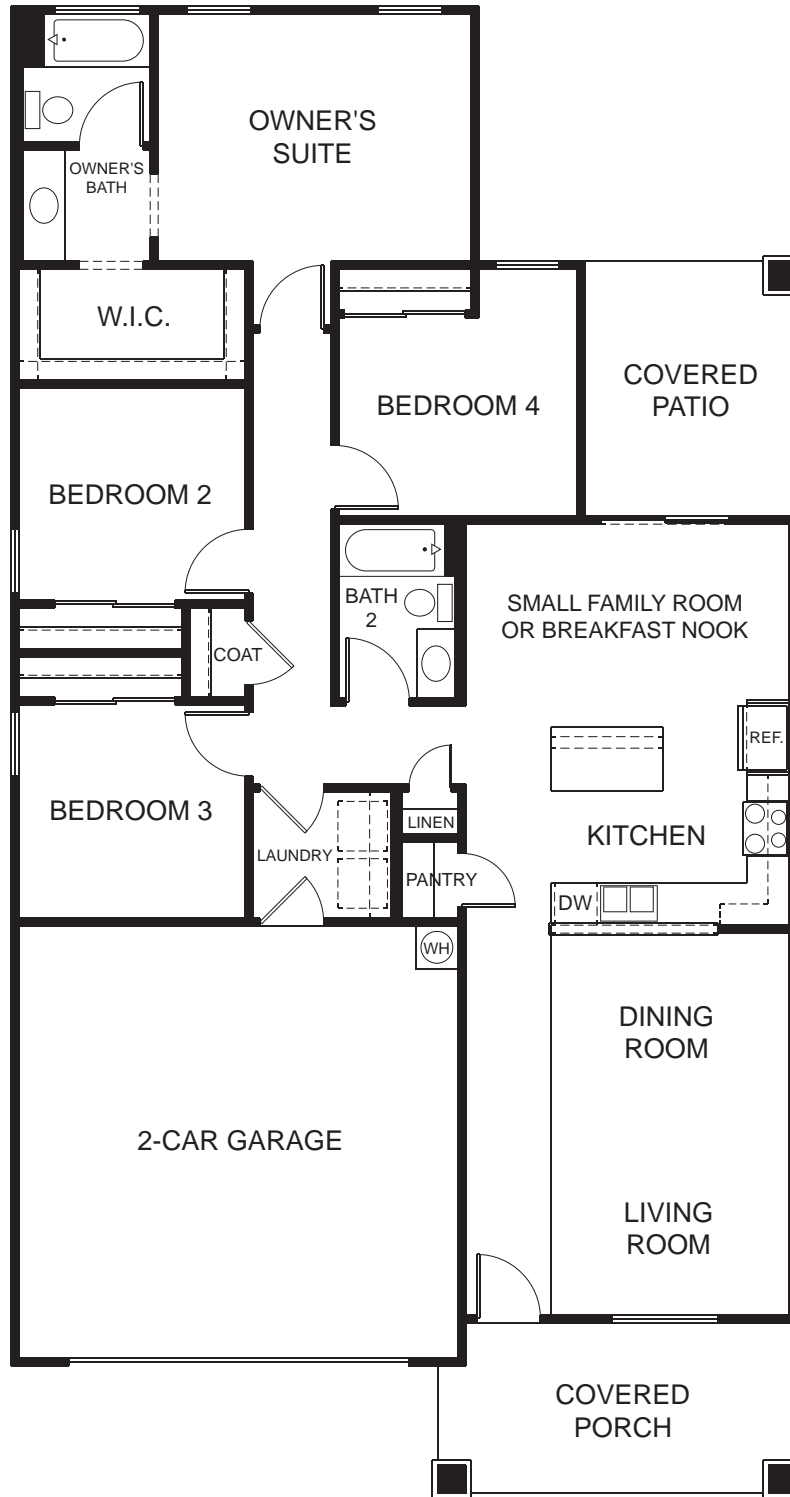 OWNER'S
SUITE
OWNER'S
BATH
W.I.C.
COVERED
PATIO
BEDROOM 4
BEDROOM 2
BATH
2
SMALL FAMILY ROOM
OR BREAKFAST NOOK
COAT
REF.
BEDROOM 3
LINEN
KITCHEN
LAUNDRY
PANTRY
DW
WH
DINING
ROOM
2-CAR GARAGE
LIVING
ROOM
COVERED
PORCH